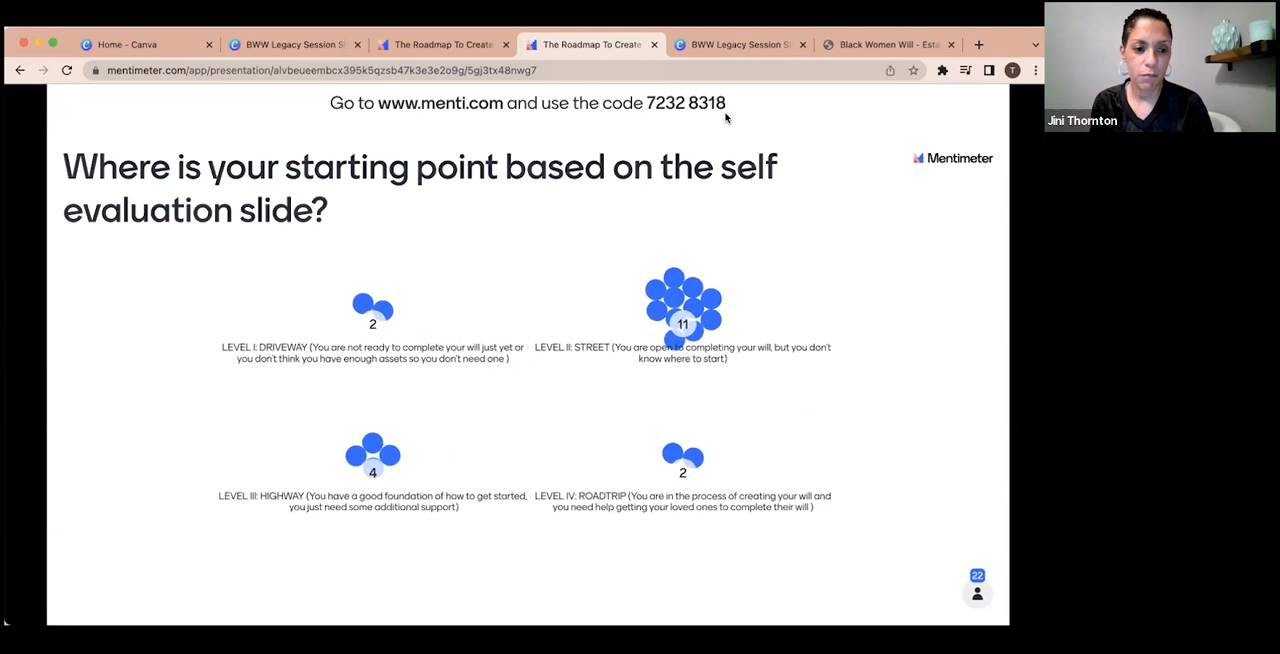 Home - Canva
BWW Legacy Session Sl
The Roadmap To Create
The Roadmap To Create
BWW Legacy Session Sl
Black Women Will - Esta
mentimeter.com/app/presentation/alvbeueembcx395k5qzsb47k3e3e2o9g/5gj3tx48nwg7
T
Jini Thornton
Go to www.menti.com and use the code 7232 8318
Mentimeter
Where is your starting point based on the self
evaluation slide?
2
LEVEL I: DRIVEWAY (You are not ready to complete your will just yet or
you don't think you have enough assets so you don't need one )
11
LEVEL II: STREET (You are open to completing your will, but you don't
know where to start)
4
LEVEL III: HIGHWAY (You have a good foundation of how to get started,
you just need some additional support)
2
LEVEL IV: ROADTRIP (You are in the process of creating your will and
you need help getting your loved ones to complete their will )
22